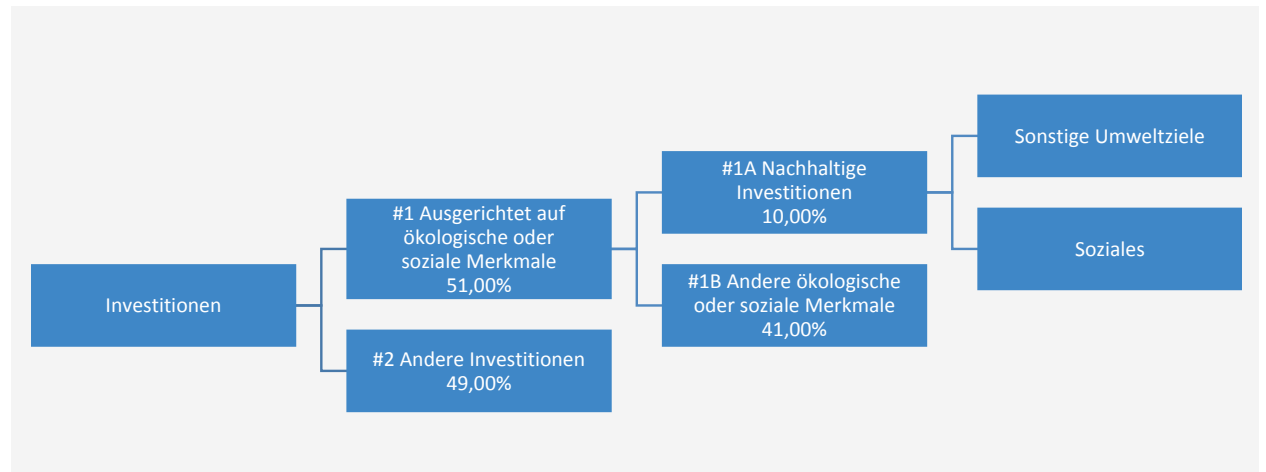 Investitionen
#1 Ausgerichtet auf
ökologische oder
soziale Merkmale
51,00%
#2 Andere Investitionen
49,00%
#1A Nachhaltige
Investitionen
10,00%
#1B Andere ökologische
oder soziale Merkmale
41,00%
Sonstige Umweltziele
Soziales